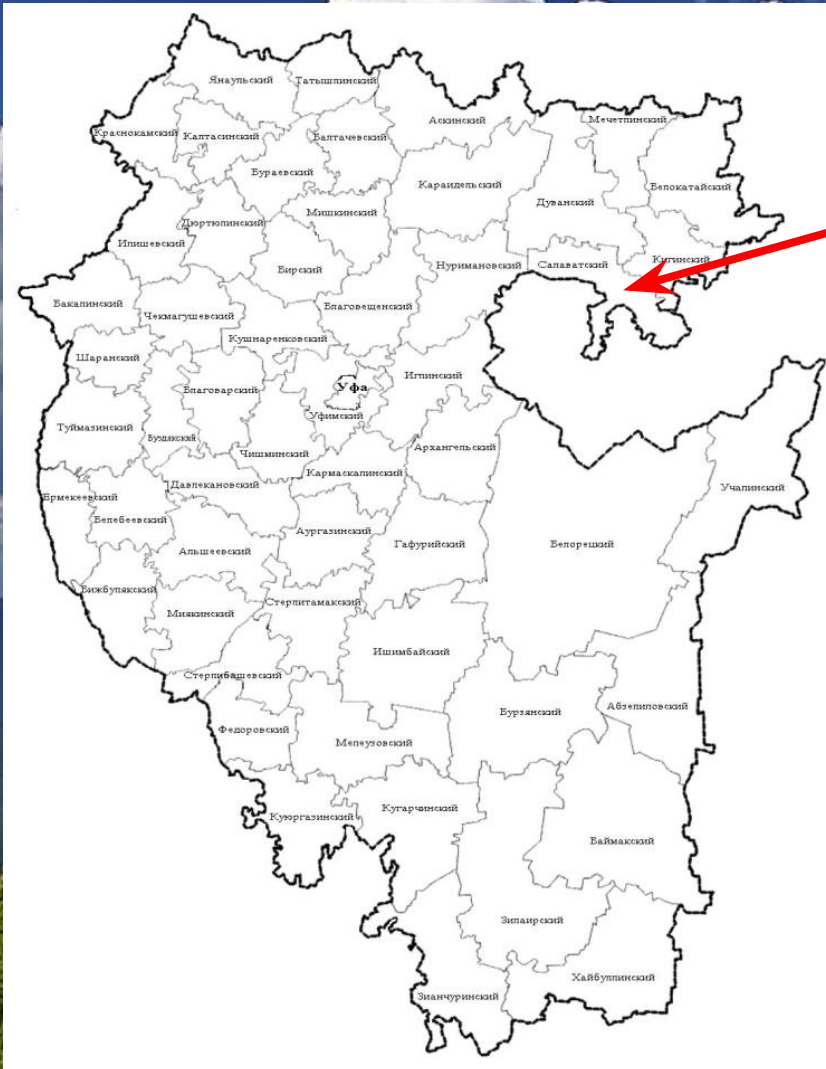 Янаульский
Татышлинский
Аскинский
Мечетлинский
Краснокамский
Калтасинский
Балтачевский
Бураевский
Караидельский
Белокатайский
Дуванский
Мишкинский
Дюртюлинский
Илишевский
Бирский
Нуримановский
Салаватский
Кигинский
Бакалинский
Чекмагушевский
Благовещенский
Кушнаренковский
Шаранский
Благоварский
Уфа
Иглинский
Уфимский
Туймазинский
Буздякский
Чишминский
Архангельский
Кармаскалинский
Давлекановский
Учалинский
Ермекеевский
Белебеевский
Аургазинский
Альшеевский
Гафурийский
Белорецкий
Бижбулякский
Миякинский
Стерлитамакский
Ишимбайский
Стерлибашевский
Абзелиловский
Бурзянский
Федоровский
Мелеузовский
Куюргазинский
Кугарчинский
Баймакский
Зилаирский
Хайбуллинский
Зианчуринский